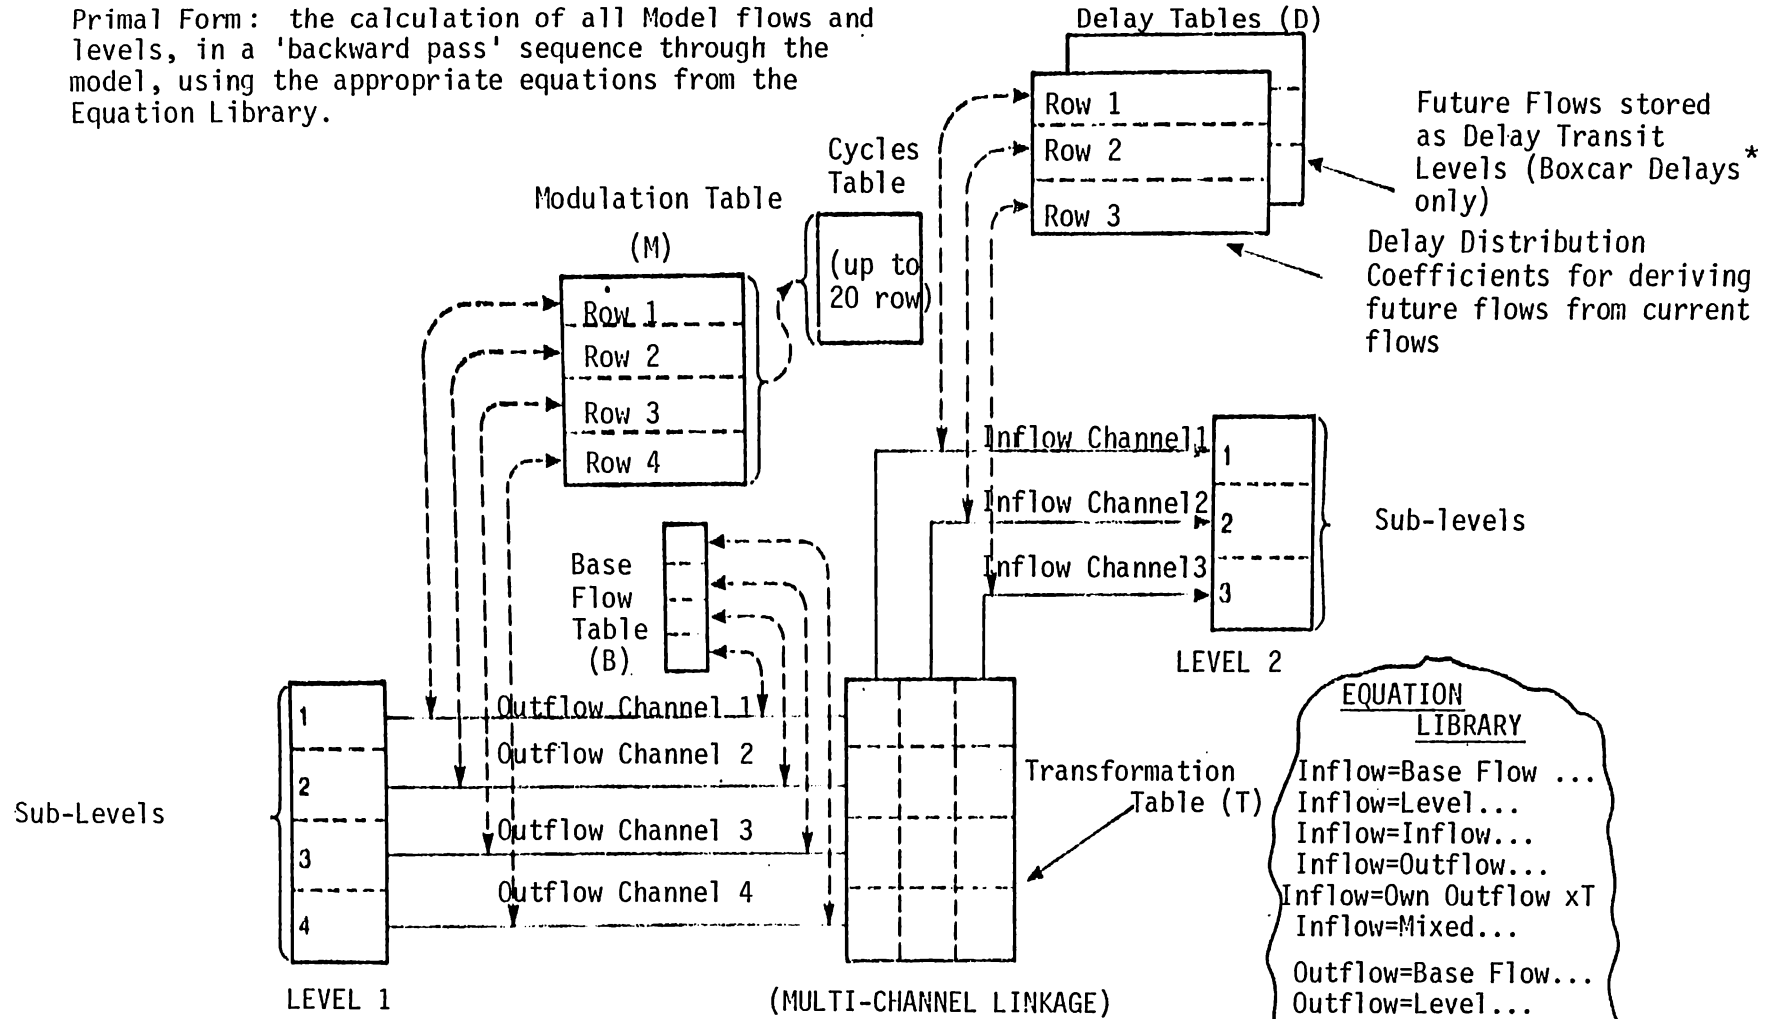 Primal Form: the calculation of all Model flows and
levels, in a 'backward pass' sequence through the
model, using the appropriate equations from the
Equation Library.
Delay Tables (D)
Row 1
Row 2
Row 3
Future Flows stored
as Delay Transit
Levels (Boxcar Delays*
only)
Delay Distribution
Coefficients for deriving
future flows from current
flows
Cycles
Table
(up to
20 row)
Modulation Table
(M)
Row 1
Row 2
Row 3
Row 4
Inflow Channel1
Inflow Channel2
Inflow Channel3
1
2
3
Sub-levels
LEVEL 2
Base
Flow
Table
(B)
Sub-Levels
1
2
3
4
Outflow Channel 1
Outflow Channel 2
Outflow Channel 3
Outflow Channel 4
LEVEL 1
Transformation
Table (T)
(MULTI-CHANNEL LINKAGE)
EQUATION
LIBRARY
Inflow=Base Flow ...
Inflow=Level...
Inflow=Inflow...
Inflow=Outflow...
Inflow=Own Outflow xT
Inflow=Mixed...
Outflow=Base Flow...
Outflow=Level...